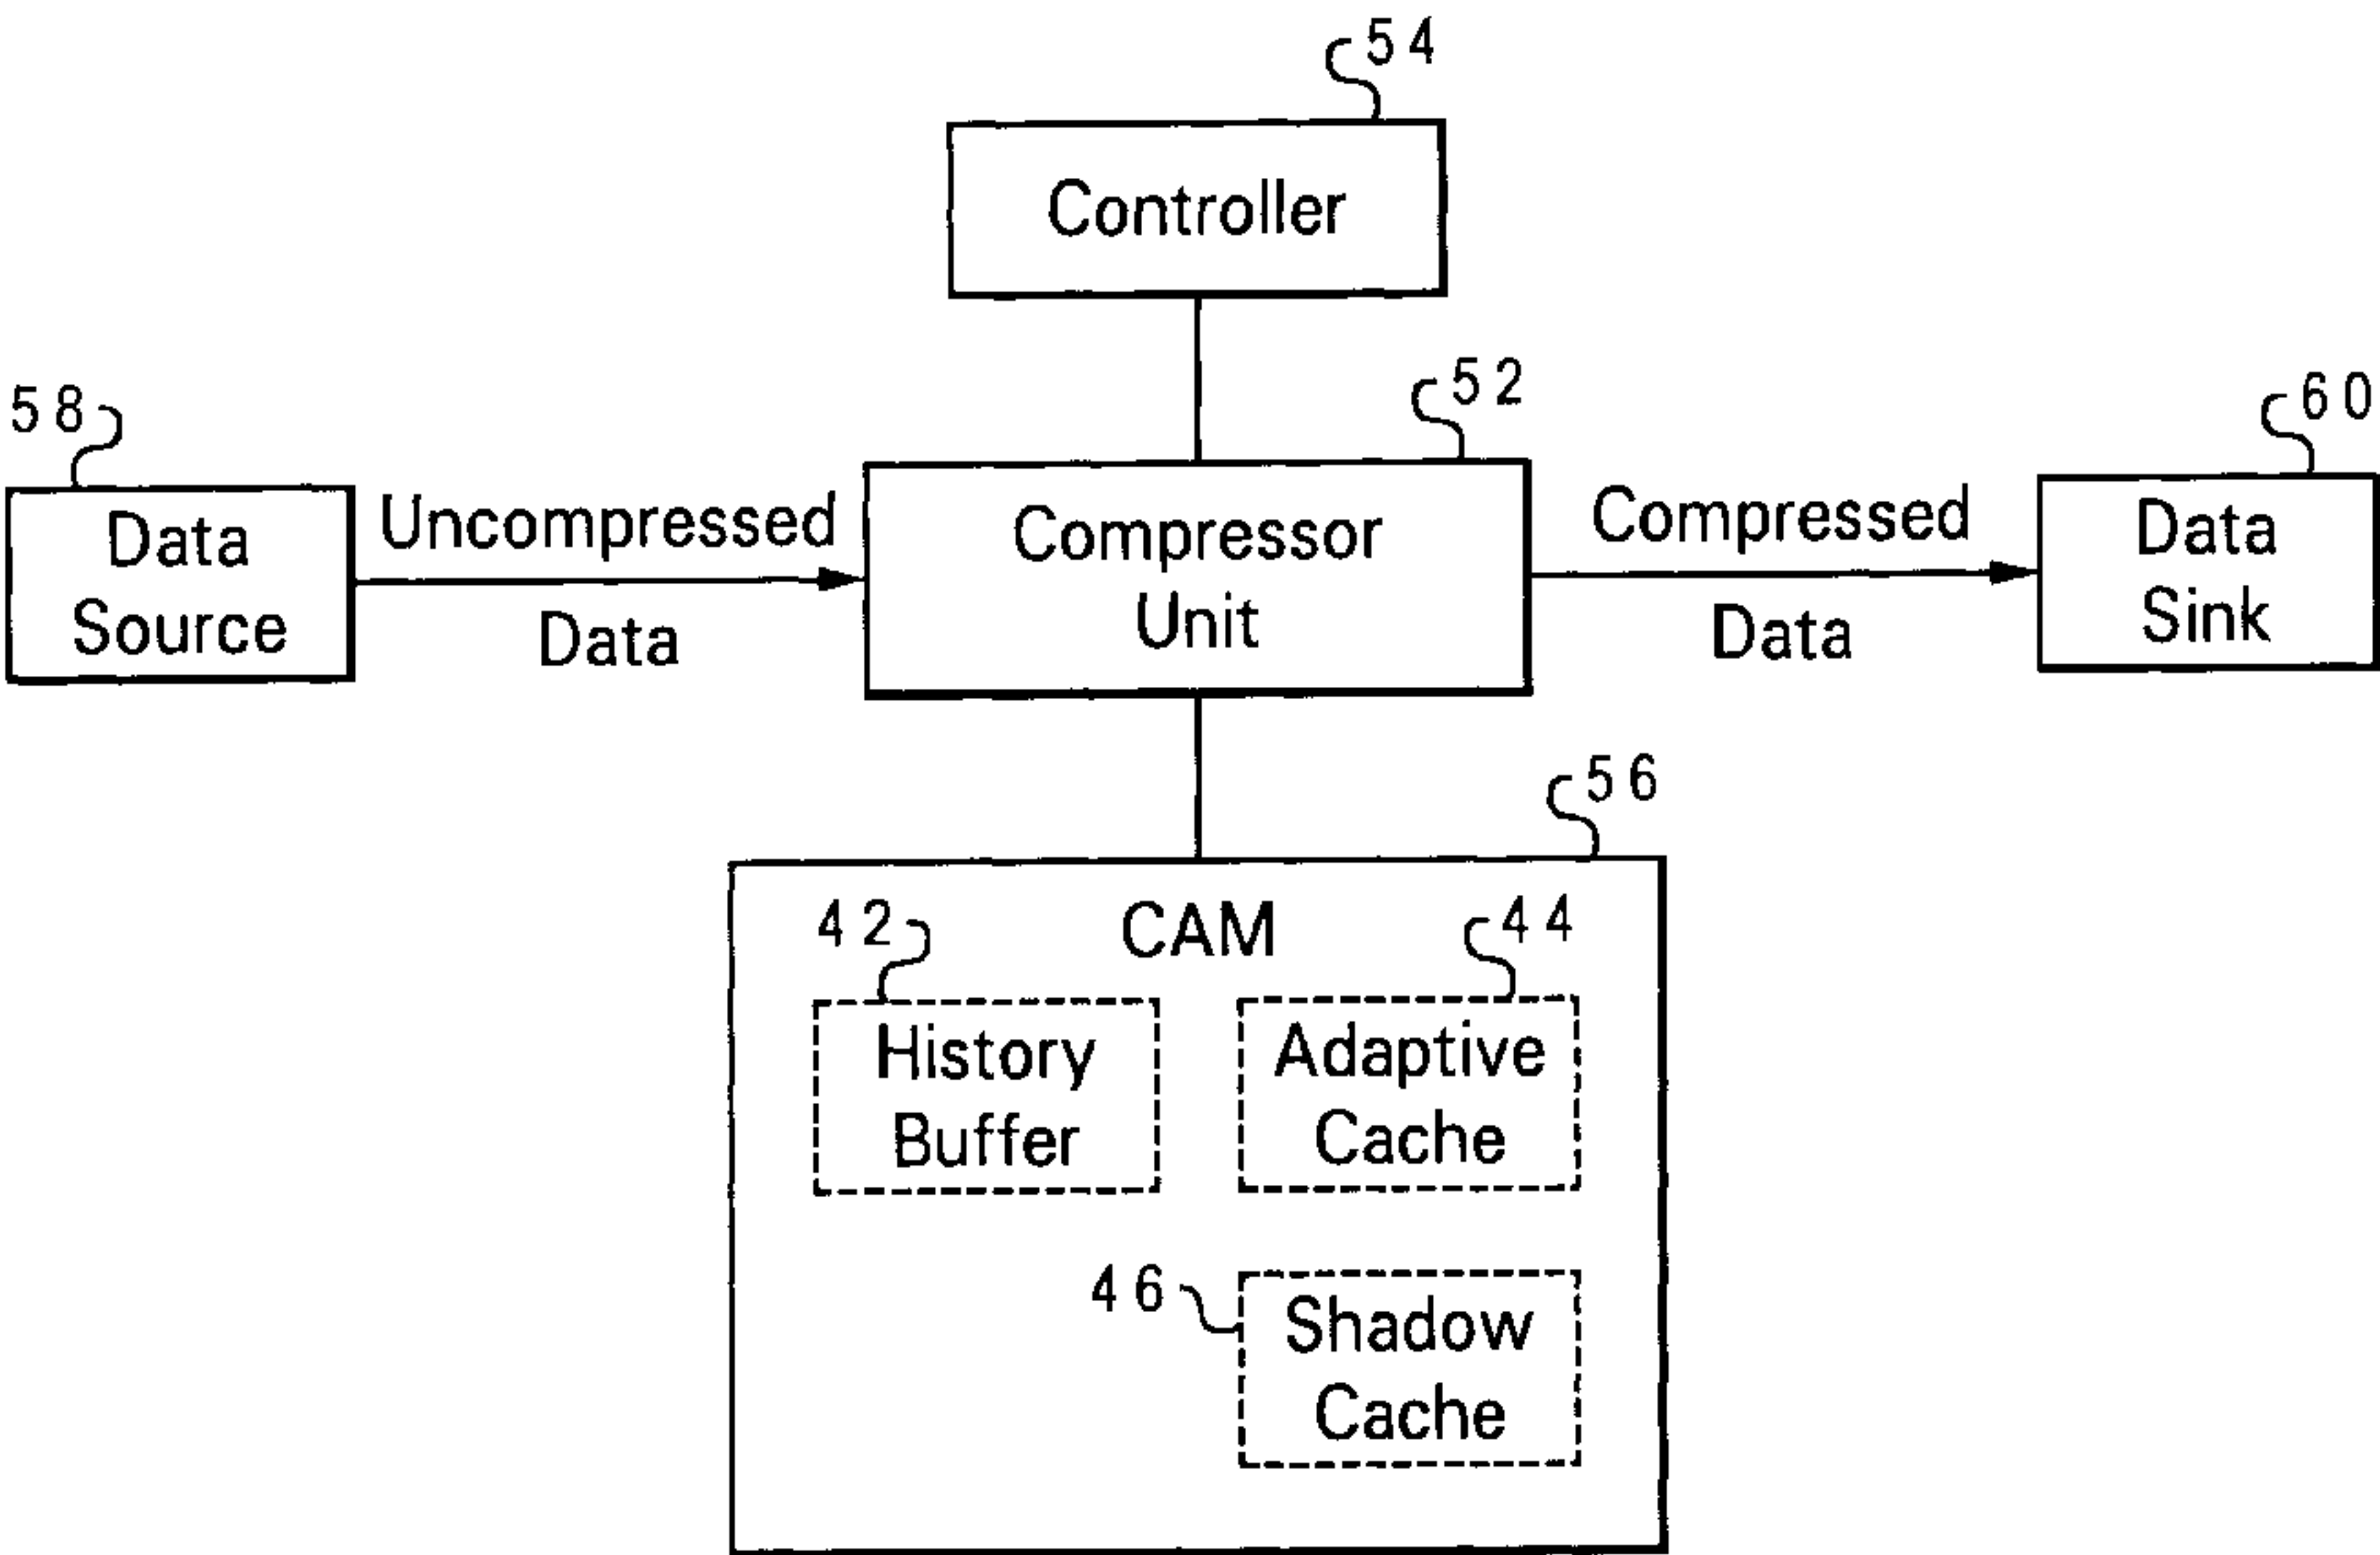 54
Controller
58
52
60
Data
Source
Uncompressed
Data
Compressor
Unit
Compressed
Data
Data
Sink
56
CAM
42
44
History
Buffer
Adaptive
Cache
46
Shadow
Cache